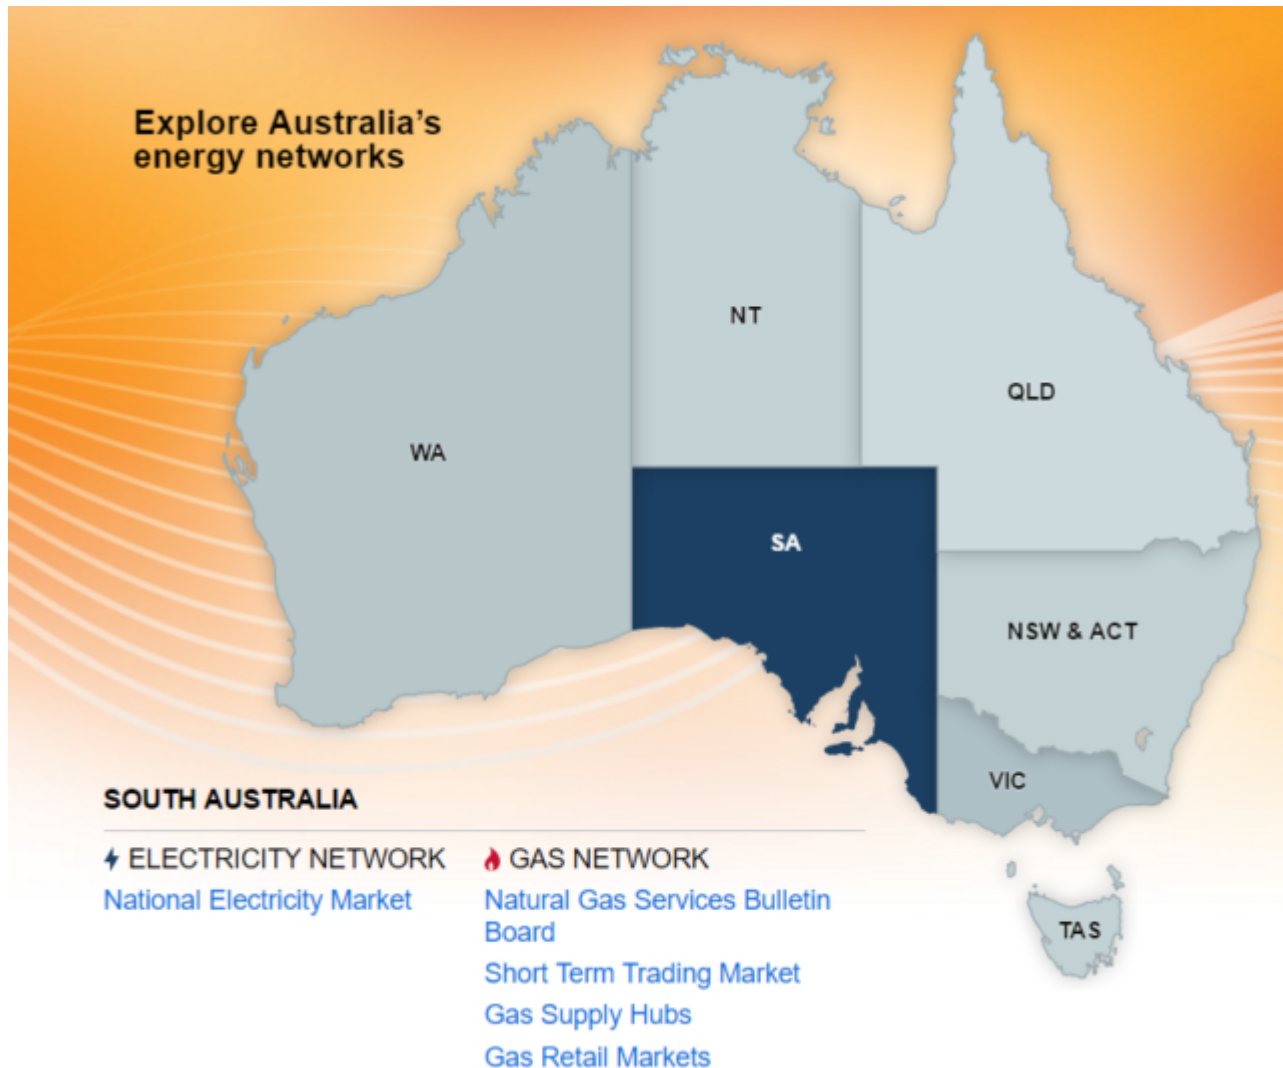 Explore Australia's
energy networks
NT
QLD
WA
SA
NSW & ACT
VIC
TAS
SOUTH AUSTRALIA
ELECTRICITY NETWORK
National Electricity Market
GAS NETWORK
Natural Gas Services Bulletin
Board
Short Term Trading Market
Gas Supply Hubs
Gas Retail Markets